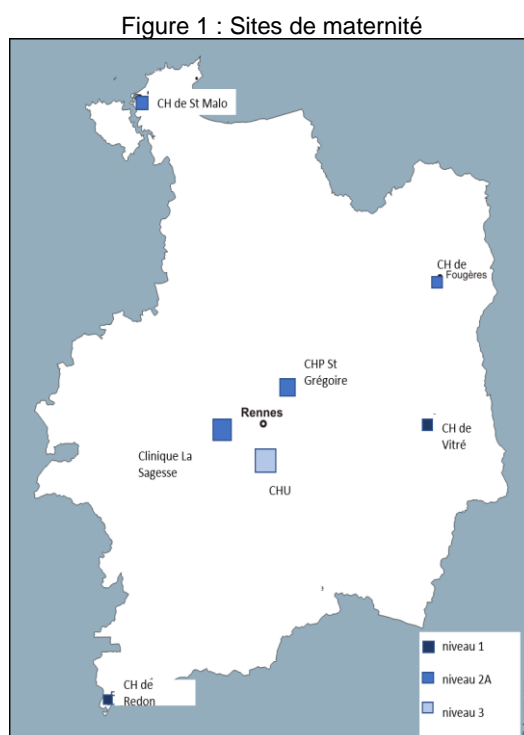 Figure 1 : Sites de maternité
CH de St Malo
CH de
Fougères
CHP St
Grégoire
Rennes
CH de
Vitré
Clinique La
Sagesse
CHU
CH de
Redon
niveau 1
niveau 2A
niveau 3